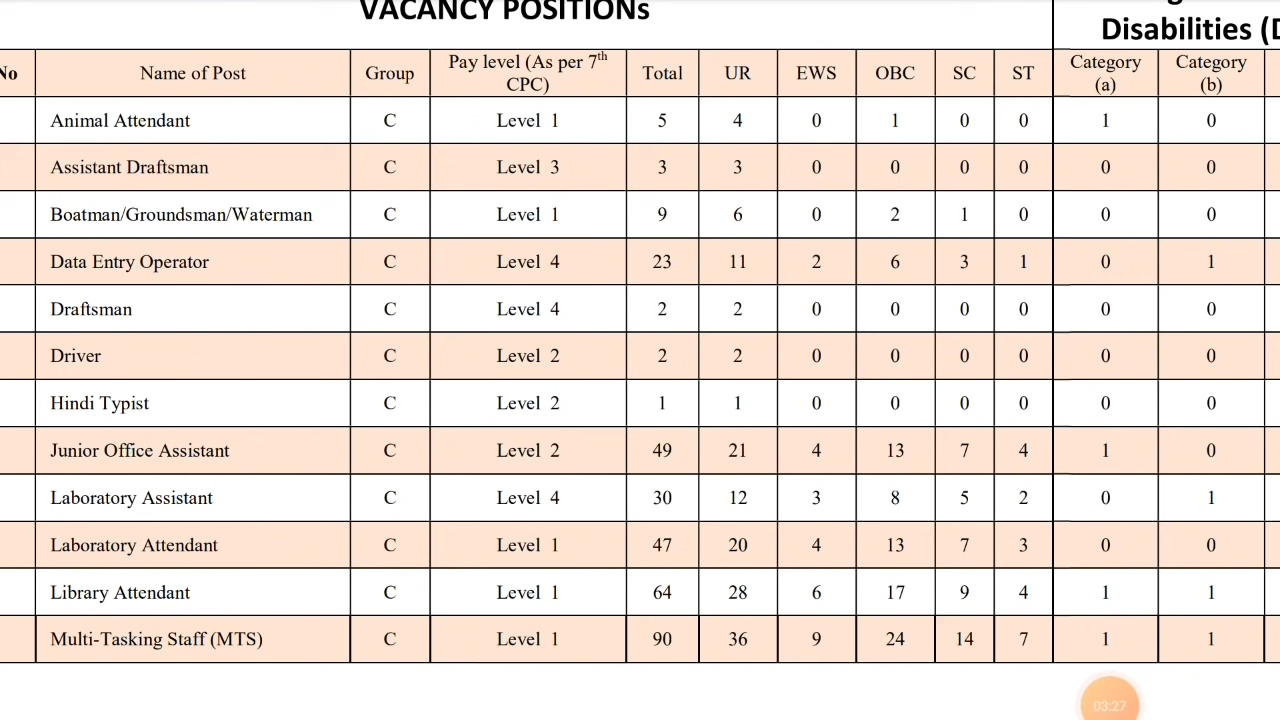 VACANCY POSITIONs
Disabilities (D
No Name of Post Group Pay level (As per 7th CPC) Total UR EWS OBC SC ST Category (a) Category (b)
Animal Attendant C Level 1 5 4 0 1 0 0 1 0
Assistant Draftsman C Level 3 3 3 0 0 0 0 0 0
Boatman/Groundsman/Waterman C Level 1 9 6 0 2 1 0 0 0
Data Entry Operator C Level 4 23 11 2 6 3 1 0 1
Draftsman C Level 4 2 2 0 0 0 0 0 0
Driver C Level 2 2 2 0 0 0 0 0 0
Hindi Typist C Level 2 1 1 0 0 0 0 0 0
Junior Office Assistant C Level 2 49 21 4 13 7 4 1 0
Laboratory Assistant C Level 4 30 12 3 8 5 2 0 1
Laboratory Attendant C Level 1 47 20 4 13 7 3 0 0
Library Attendant C Level 1 64 28 6 17 9 4 1 1
Multi-Tasking Staff (MTS) C Level 1 90 36 9 24 14 7 1 1
03:27